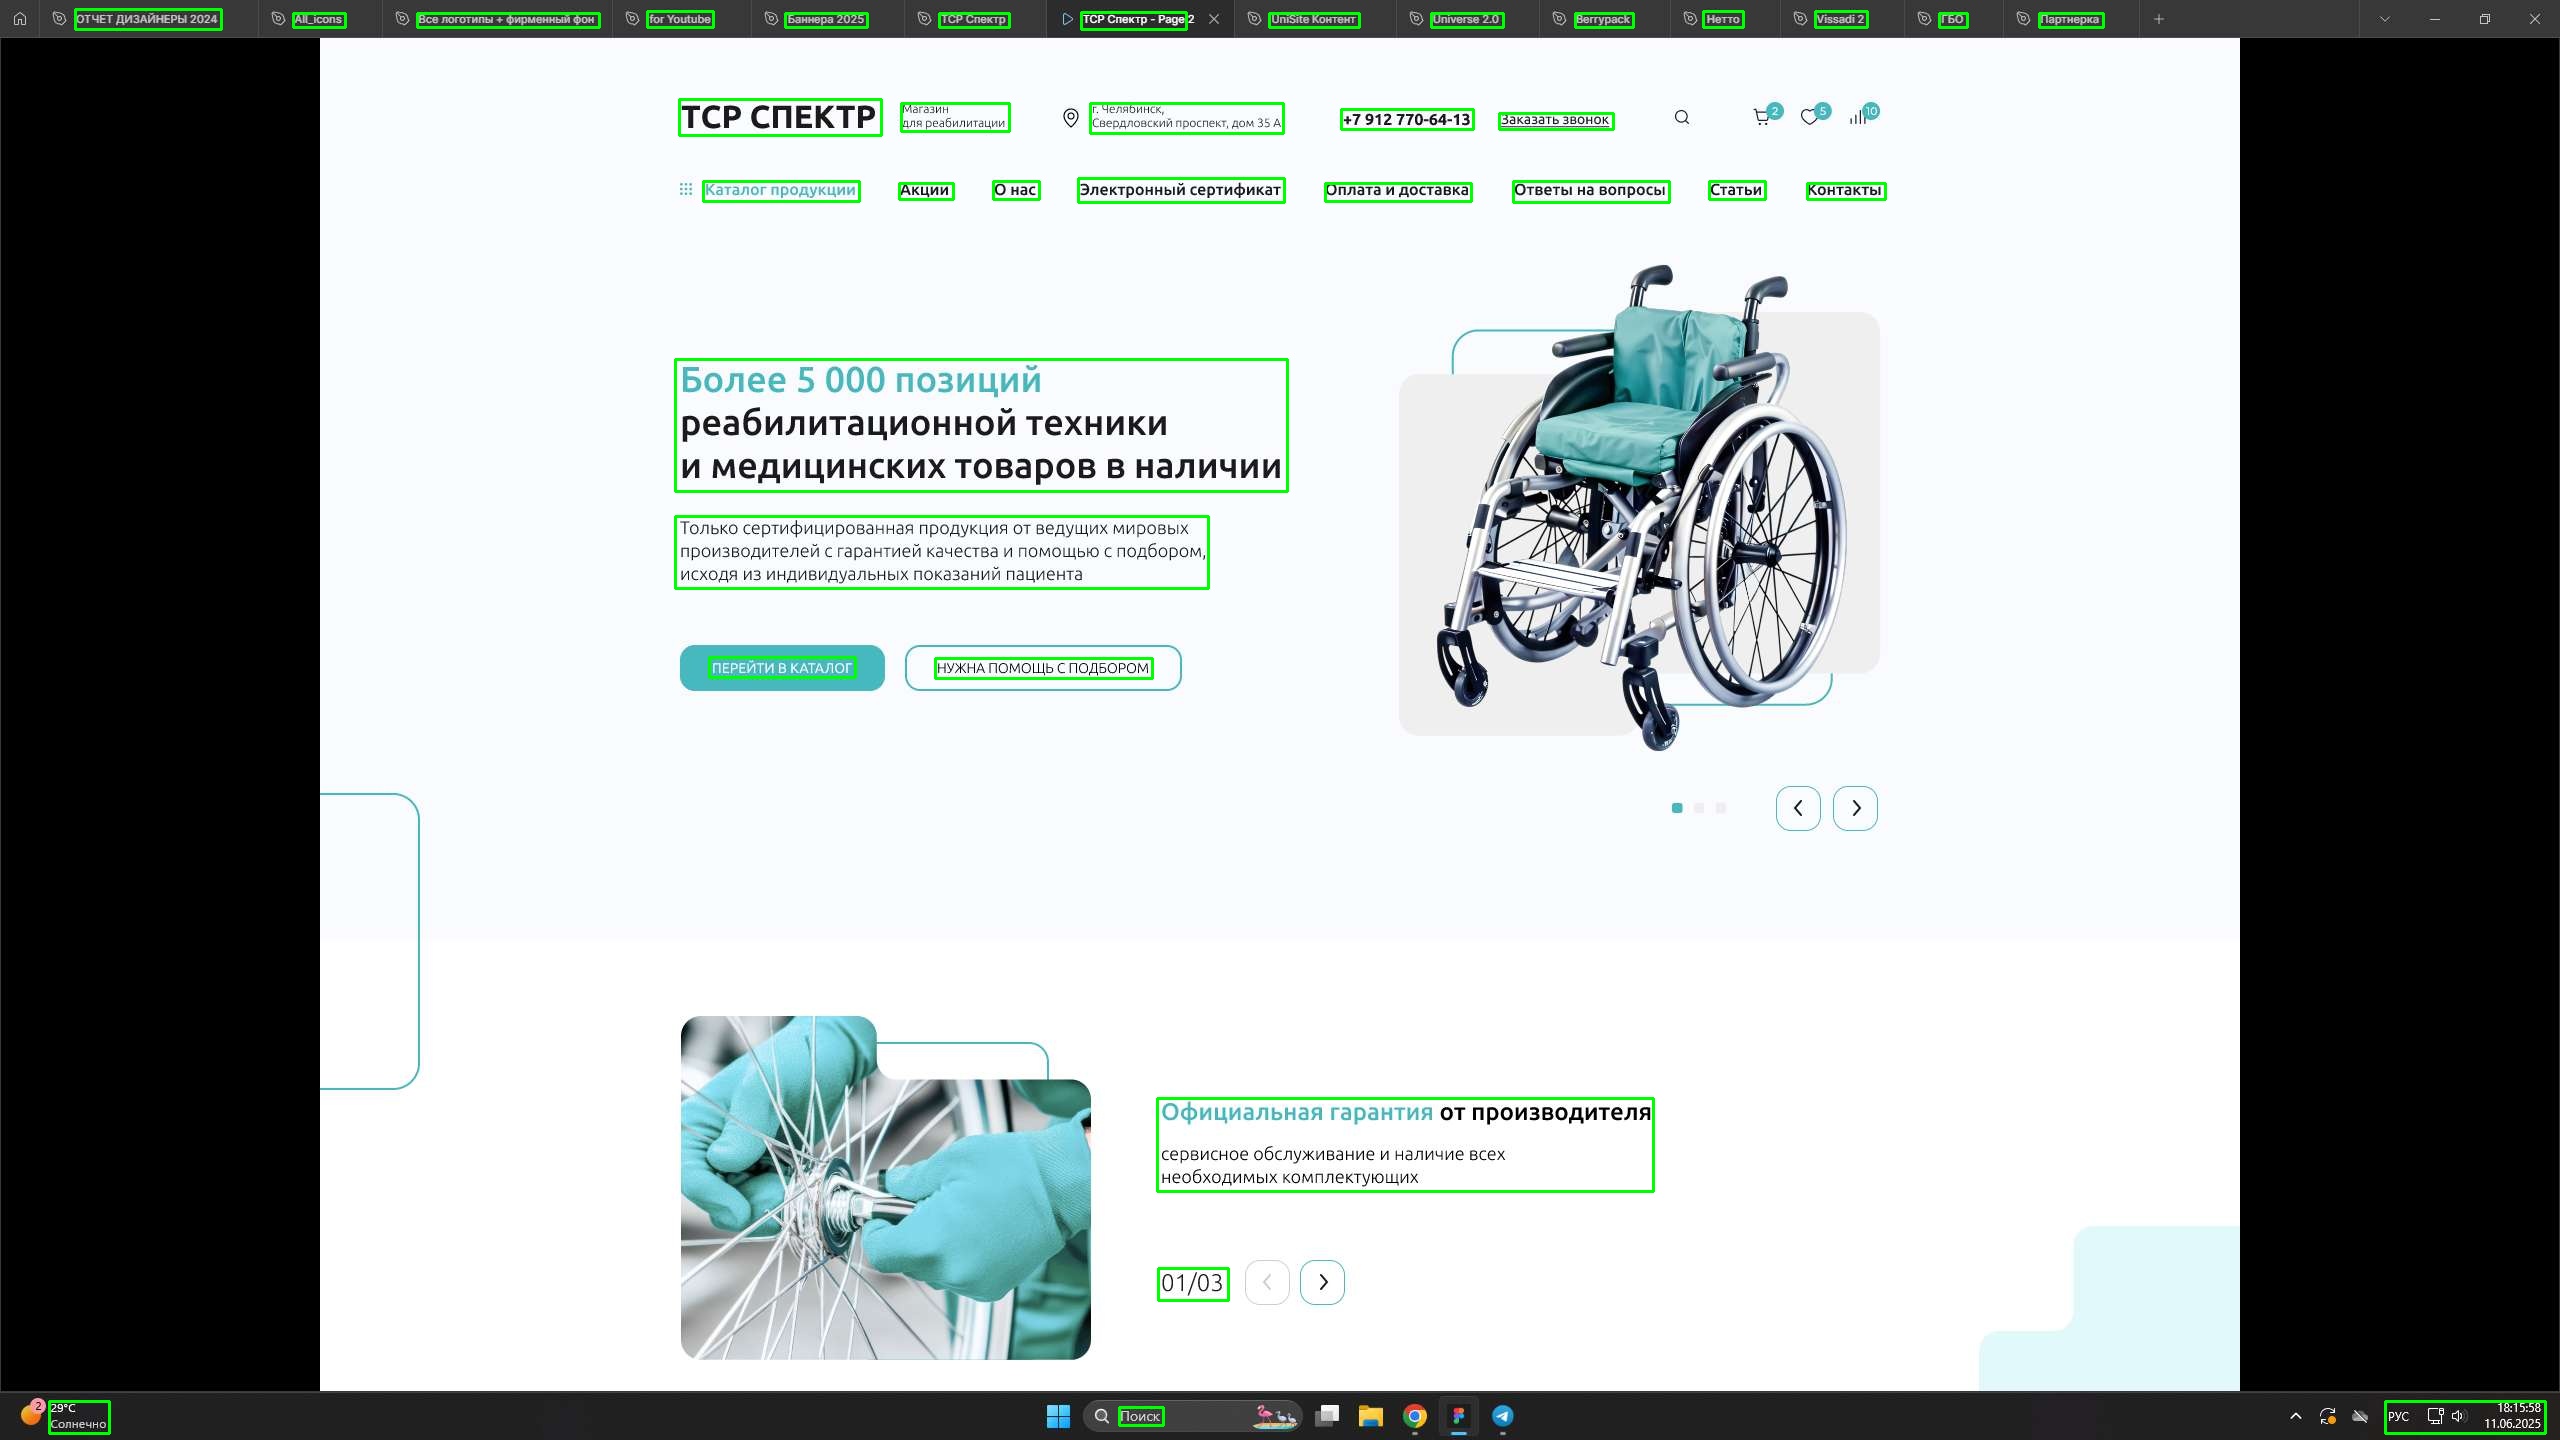 ОТЧЕТ ДИЗАЙНЕРЫ 2024
All_icons
Все логотипы + фирменный фон
for Youtube
Баннера 2025
ТСР Спектр
ТСР Спектр - Page 2
UniSite Контент
Universe 2.0
Berrypack
Нетто
Vissadi 2
ГБО
Партнерка
ТСР СПЕКТР
Магазин
для реабилитации
г. Челябинск,
Свердловский проспект, дом 35 А
+7 912 770-64-13
Заказать звонок
2
5
10
Каталог продукции
Акции
О нас
Электронный сертификат
Оплата и доставка
Ответы на вопросы
Статьи
Контакты
Более 5 000 позиций
реабилитационной техники
и медицинских товаров в наличии
Только сертифицированная продукция от ведущих мировых
производителей с гарантией качества и помощью с подбором,
исходя из индивидуальных показаний пациента
ПЕРЕЙТИ В КАТАЛОГ
НУЖНА ПОМОЩЬ С ПОДБОРОМ
Официальная гарантия от производителя
сервисное обслуживание и наличие всех
необходимых комплектующих
01/03
2
29°C
Солнечно
Поиск
РУС
18:15:58
11.06.2025